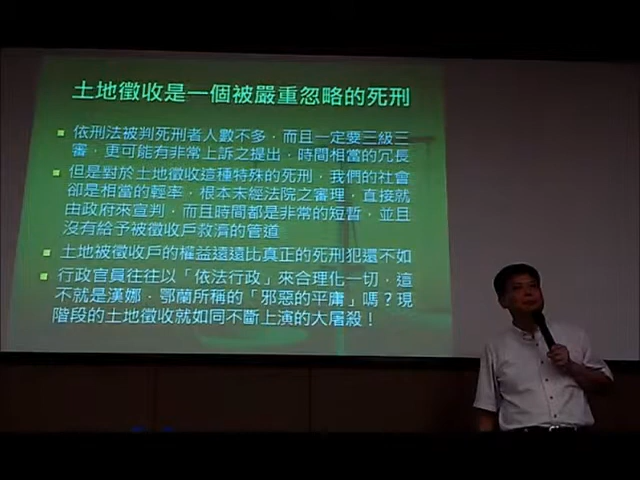 土地徵收是一個被嚴重忽略的死刑
依刑法被判死刑者人數不多，而且一定要三級三
審，更可能有非常上訴之提出，時間相當的冗長
但是對於土地徵收這種特殊的死刑，我們的社會
卻是相當的輕率，根本未經法院之審理，直接就
由政府來宣判，而且時間都是非常的短暫，並且
沒有給予被徵收戶救濟的管道
土地被徵收戶的權益遠遠比真正的死刑犯還不如
行政官員往往以「依法行政」來合理化一切，這
不就是漢娜．鄂蘭所稱的「邪惡的平庸」嗎？現
階段的土地徵收就如同不斷上演的大屠殺！